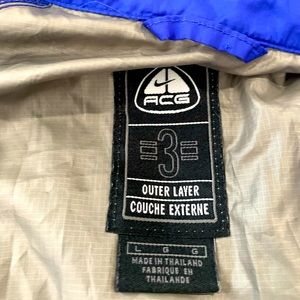 ACG
3
OUTER LAYER
COUCHE EXTERNE
L G G
MADE IN THAILAND
FABRIQUE EN
THAILANDE